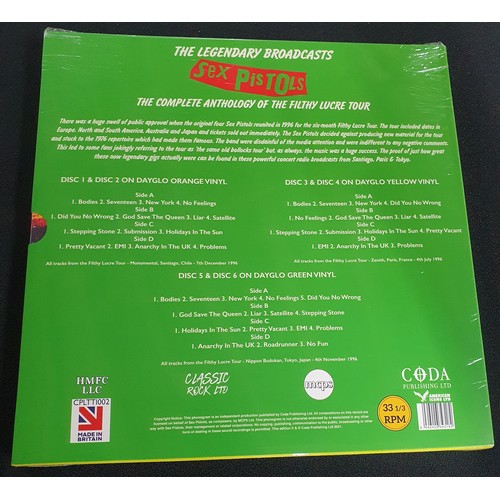 THE LEGENDARY BROADCASTS
SEX PISTOLS
THE COMPLETE ANTHOLOGY OF THE FILTHY LUCRE TOUR
There was a huge swell of public approval when the original four Sex Pistols reunited in 1996 for the six-month Filthy Lucre Tour. The tour included dates in
Europe, North and South America, Australia and Japan and tickets sold out immediately. The Sex Pistols decided against producing new material for the tour
and stuck to the 1976 repertoire which had made them famous. The band were disdainful of the media attention and were indifferent to any negative comments.
This led to some fans jokingly referring to the tour as 'the same old bollocks tour' but, as always, the music was a huge success. The proof of just how great
these now legendary gigs actually were can be found in these powerful concert radio broadcasts from Santiago, Paris & Tokyo.
DISC 1 & DISC 2 ON DAYGLO ORANGE VINYL
Side A
1. Bodies 2. Seventeen 3. New York 4. No Feelings
Side B
1. Did You No Wrong 2. God Save The Queen 3. Liar 4. Satellite
Side C
1. Stepping Stone 2. Submission 3. Holidays In The Sun
Side D
1. Pretty Vacant 2. EMI 3. Anarchy In The UK 4. Problems
All tracks from the Filthy Lucre Tour - Monumental, Santiago, Chile - 7th December 1996
DISC 3 & DISC 4 ON DAYGLO YELLOW VINYL
Side A
1. Bodies 2. Seventeen 3. New York
Side B
1. No Feelings 2. God Save The Queen 3. Liar 4. Satellite
Side C
1. Submission 2. Holidays In The Sun 3. Pretty Vacant
Side D
1. EMI 2. Anarchy In The UK 3. Problems
All tracks from the Filthy Lucre Tour - Zenith, Paris, France - 4th July 1996
DISC 5 & DISC 6 ON DAYGLO GREEN VINYL
Side A
1. Bodies 2. Seventeen 3. New York 4. No Feelings 5. Did You No Wrong
Side B
1. God Save The Queen 2. Liar 3. Satellite 4. Stepping Stone
Side C
1. Holidays In The Sun 2. Pretty Vacant 3. EMI 4. Problems
Side D
1. Anarchy In The UK 2. Roadrunner 3. No Fun
All tracks from the Filthy Lucre Tour - Nippon Budokan, Tokyo, Japan - 4th November 1996
HMFC
LLC
CPLTT1002
MADE IN
BRITAIN
CLASSIC
ROCK LTD
mcps
CODA
PUBLISHING LTD
33 1/3
RPM
AMERICAN
ICONS LTD